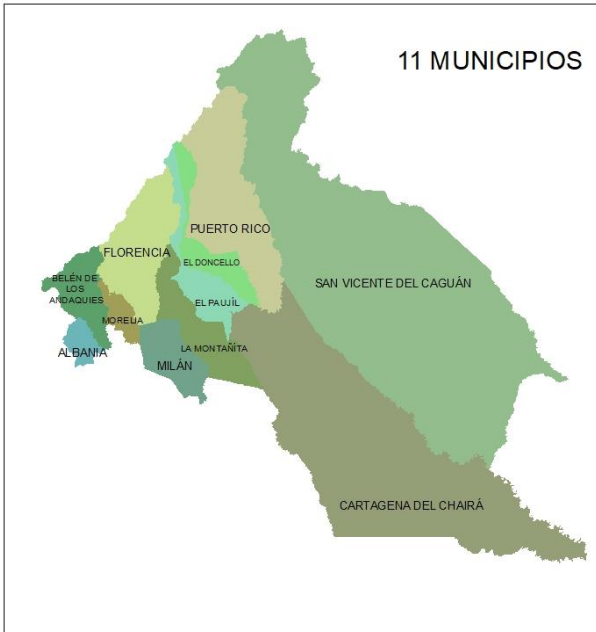 11 MUNICIPIOS
PUERTO RICO
FLORENCIA
EL DONCELLO
BELÉN DE
LOS
ANDAQUIES
SAN VICENTE DEL CAGUÁN
EL PAUJÍL
MORELIA
LA MONTAÑÍTA
ALBANIA
MILÁN
CARTAGENA DEL CHAIRÁ